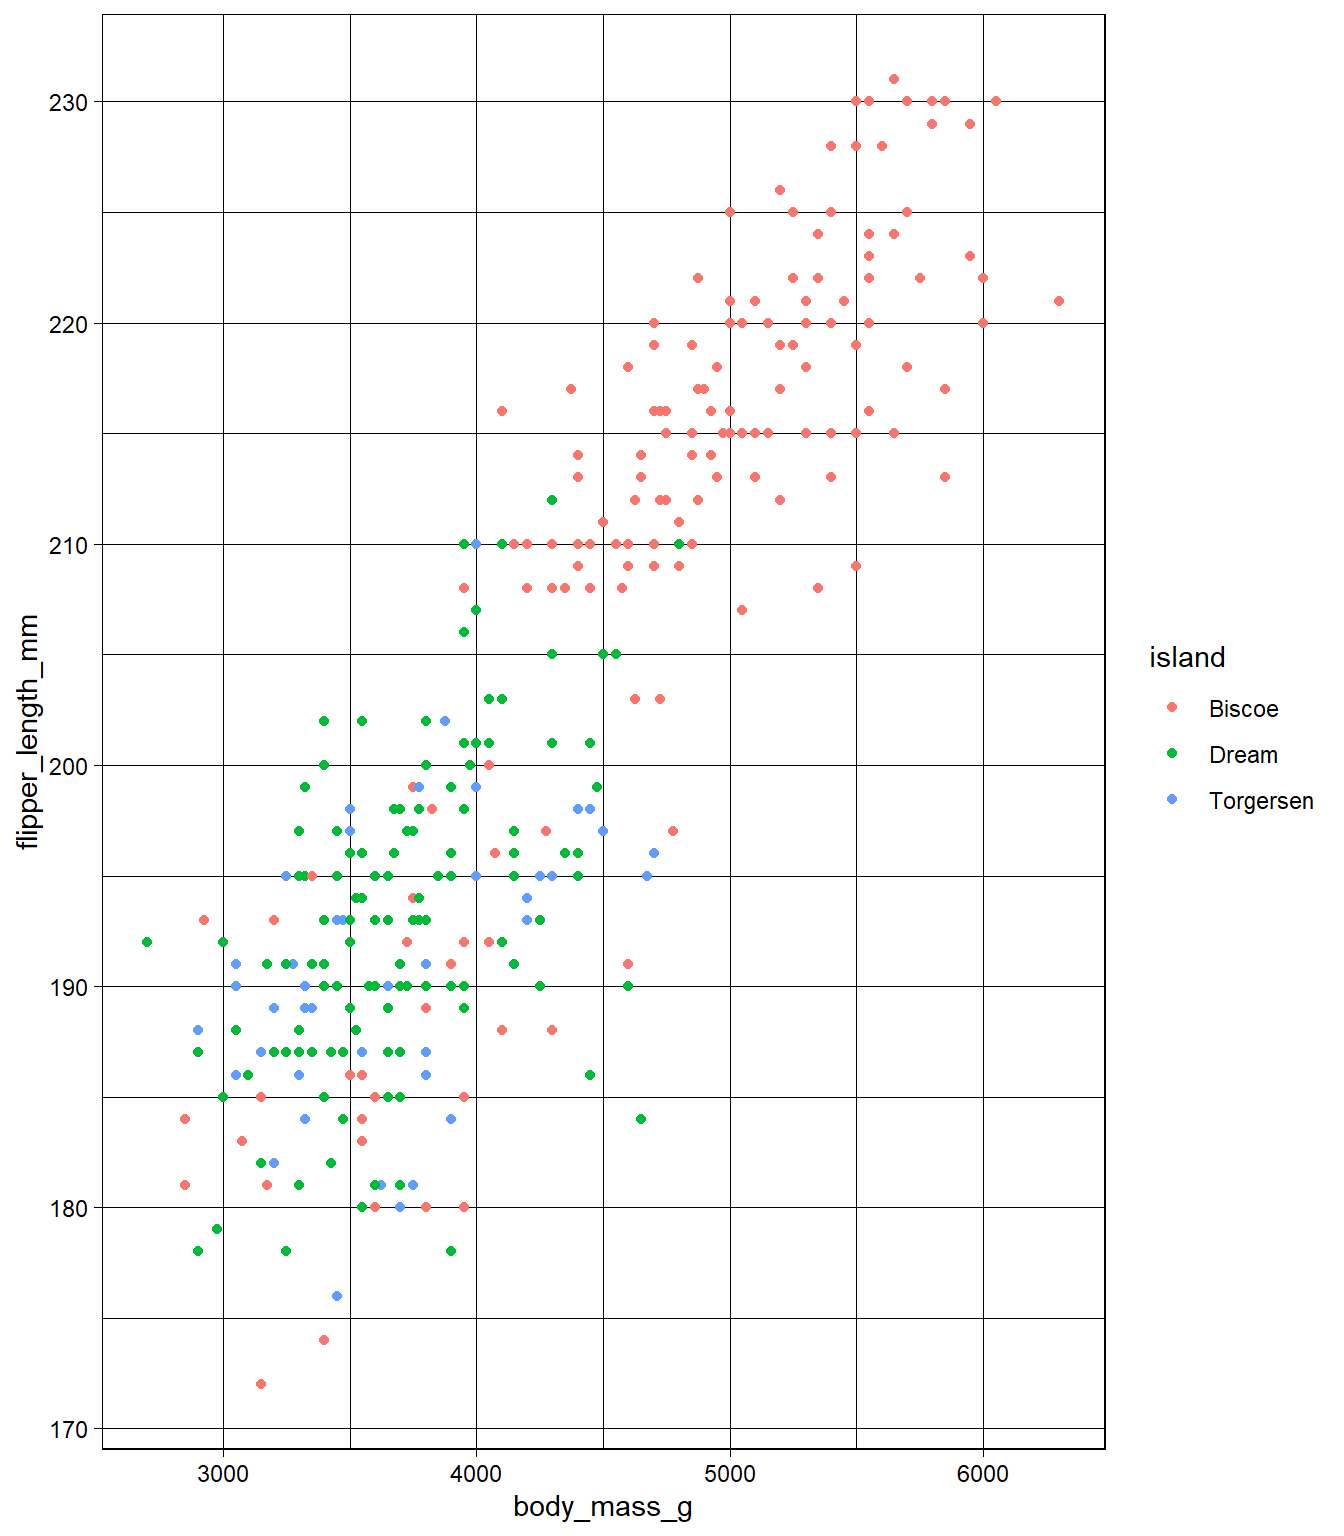 230
220
210
200
190
180
170
flipper_length_mm
3000 4000 5000 6000
body_mass_g
island
Biscoe
Dream
Torgersen